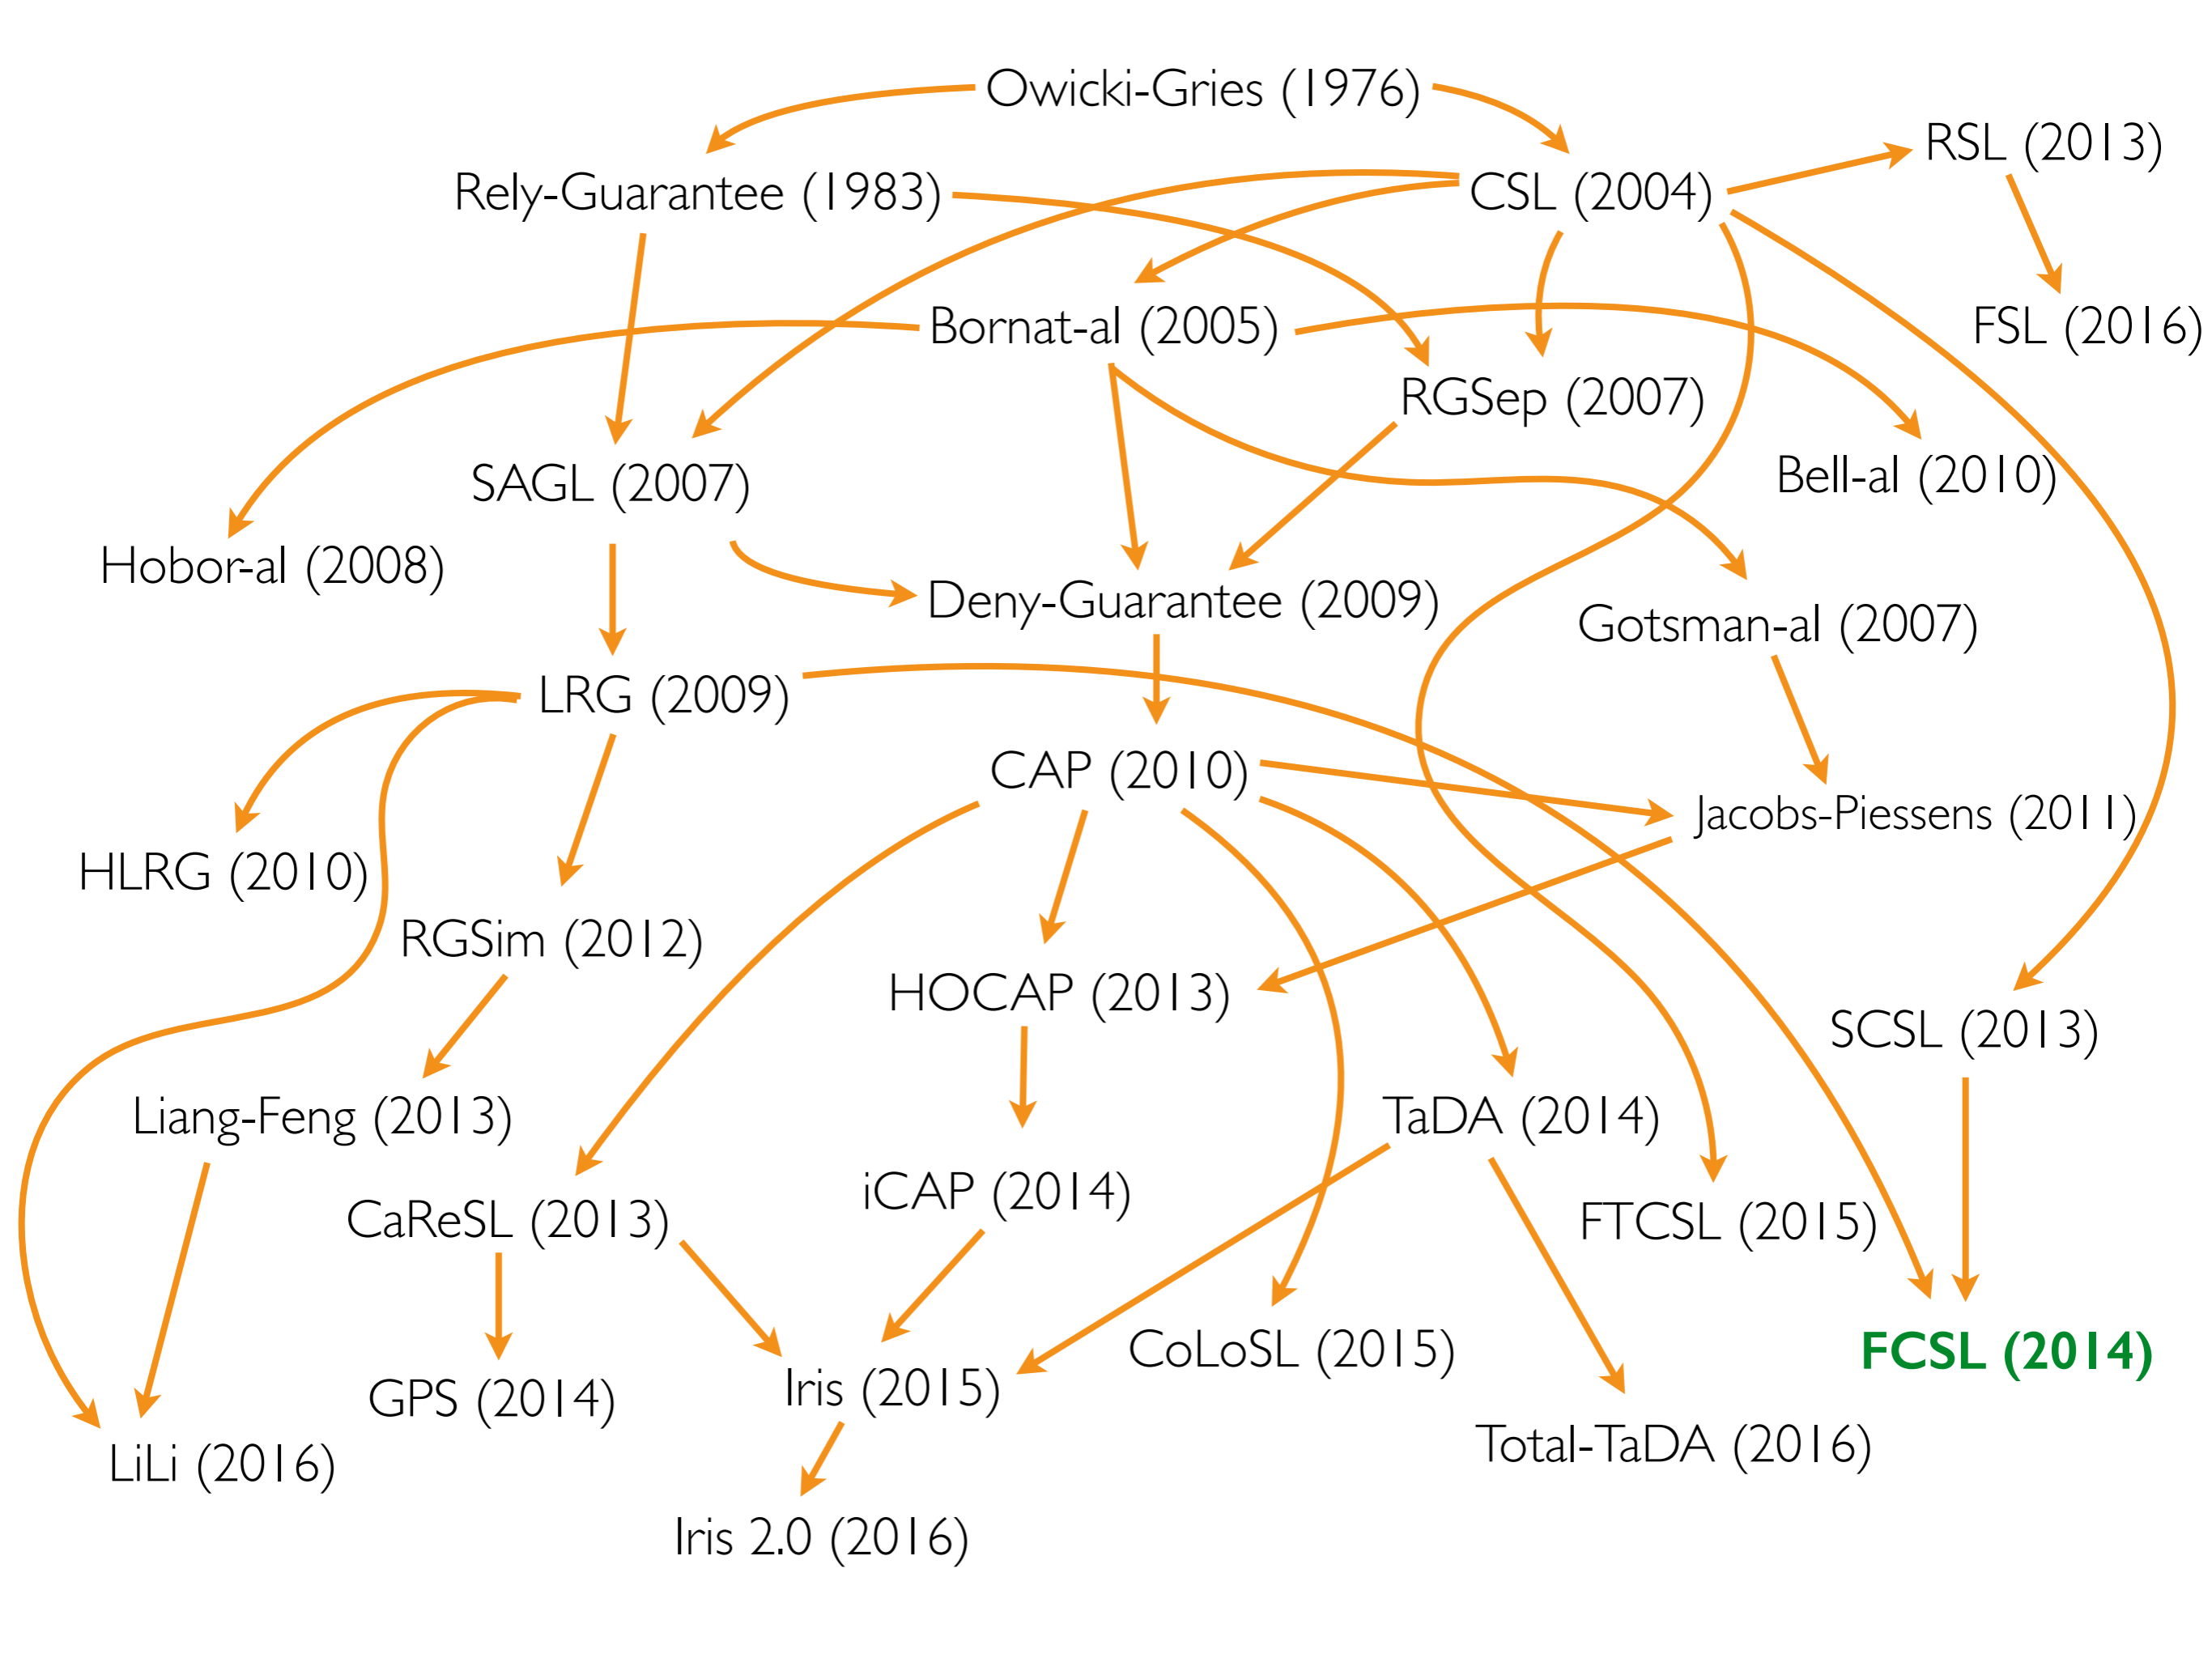 Owicki-Gries (1976)
RSL (2013)
Rely-Guarantee (1983)
CSL (2004)
Bornat-al (2005)
FSL (2016)
RGSep (2007)
Bell-al (2010)
SAGL (2007)
Hobor-al (2008)
Deny-Guarantee (2009)
Gotsman-al (2007)
LRG (2009)
CAP (2010)
Jacobs-Piessens (2011)
HLRG (2010)
RGSim (2012)
HOCAP (2013)
SCSL (2013)
Liang-Feng (2013)
TaDA (2014)
iCAP (2014)
CaReSL (2013)
FTCSL (2015)
CoLoSL (2015)
FCSL (2014)
Iris (2015)
GPS (2014)
Total-TaDA (2016)
LiLi (2016)
Iris 2.0 (2016)